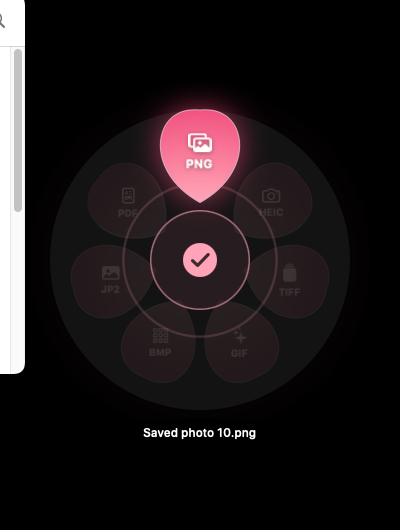 PNG
PDF
HEIC
JP2
TIFF
BMP
GIF
Saved photo 10.png